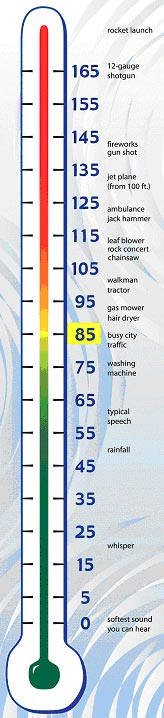 rocket launch
165 12-gauge
shotgun
155
145 fireworks
gun shot
135 jet plane
(from 100 ft.)
125 ambulance
jack hammer
115 leaf blower
rock concert
chainsaw
105
walkman
tractor
95 gas mower
hair dryer
85 busy city
traffic
75 washing
machine
65
typical
speech
55
rainfall
45
35
25
whisper
15
5
0 softest sound
you can hear